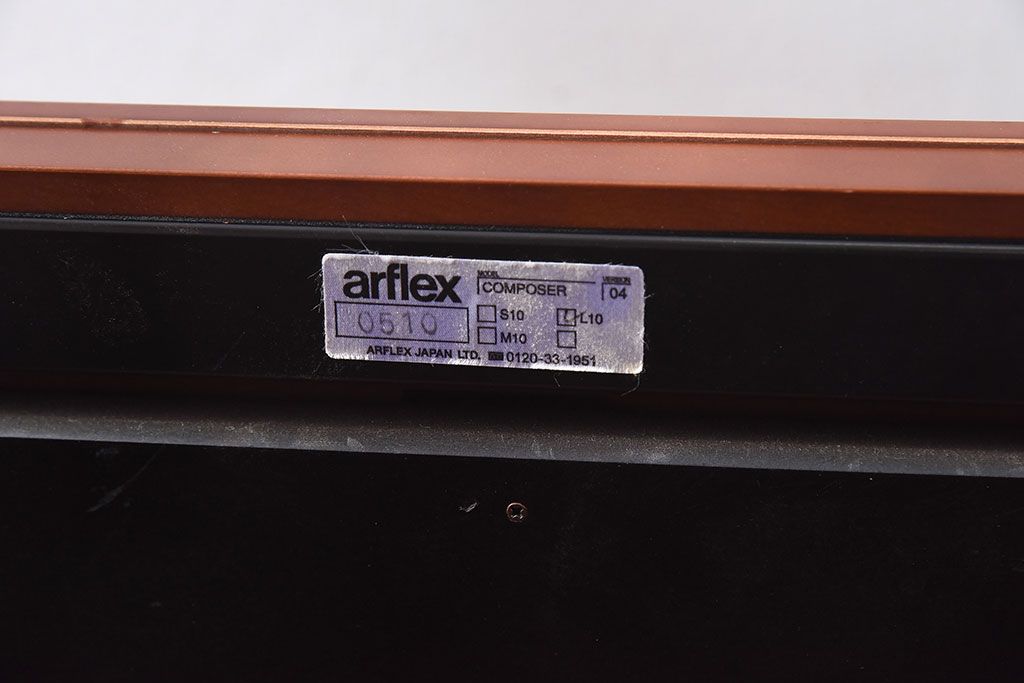 arflex
MODEL
COMPOSER
VERSION
04
0510
S10
L10
M10
ARFLEX JAPAN LTD. 0120-33-1951